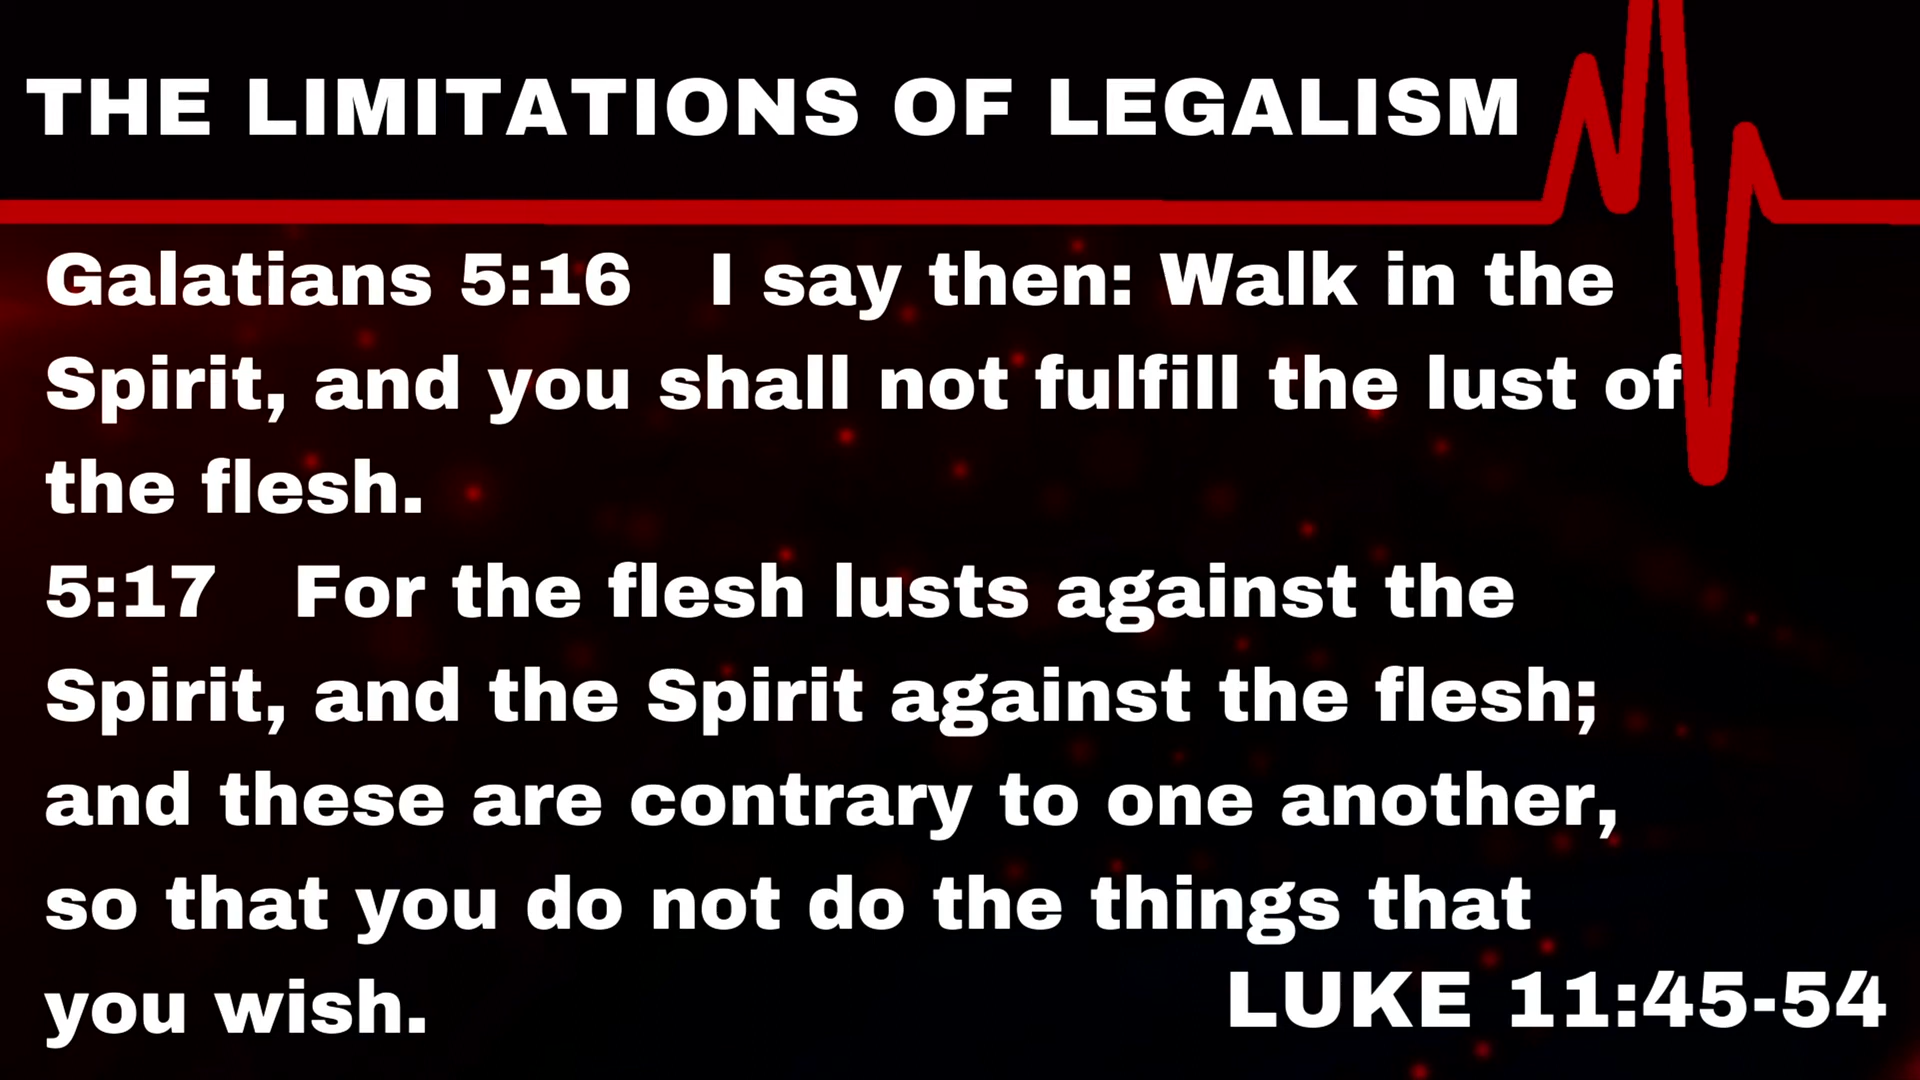 THE LIMITATIONS OF LEGALISM
Galatians 5:16 I say then: Walk in the
Spirit, and you shall not fulfill the lust of
the flesh.
5:17 For the flesh lusts against the
Spirit, and the Spirit against the flesh;
and these are contrary to one another,
so that you do not do the things that
you wish.
LUKE 11:45-54